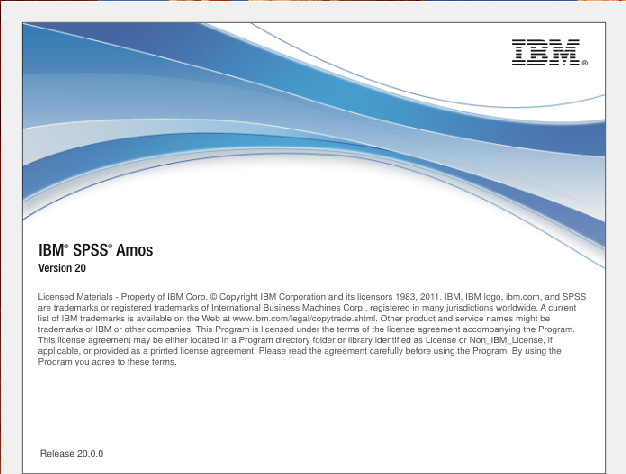 IBM®
IBM® SPSS® Amos
Version 20
Licensed Materials - Property of IBM Corp. © Copyright IBM Corporation and its licensors 1983, 2011. IBM, IBM logo, ibm.com, and SPSS
are trademarks or registered trademarks of International Business Machines Corp., registered in many jurisdictions worldwide. A current
list of IBM trademarks is available on the Web at www.ibm.com/legal/copytrade.shtml. Other product and service names might be
trademarks of IBM or other companies. This Program is licensed under the terms of the license agreement accompanying the Program.
This license agreement may be either located in a Program directory folder or library identified as License or Non_IBM_License, if
applicable, or provided as a printed license agreement. Please read the agreement carefully before using the Program. By using the
Program you agree to these terms.
Release 20.0.0